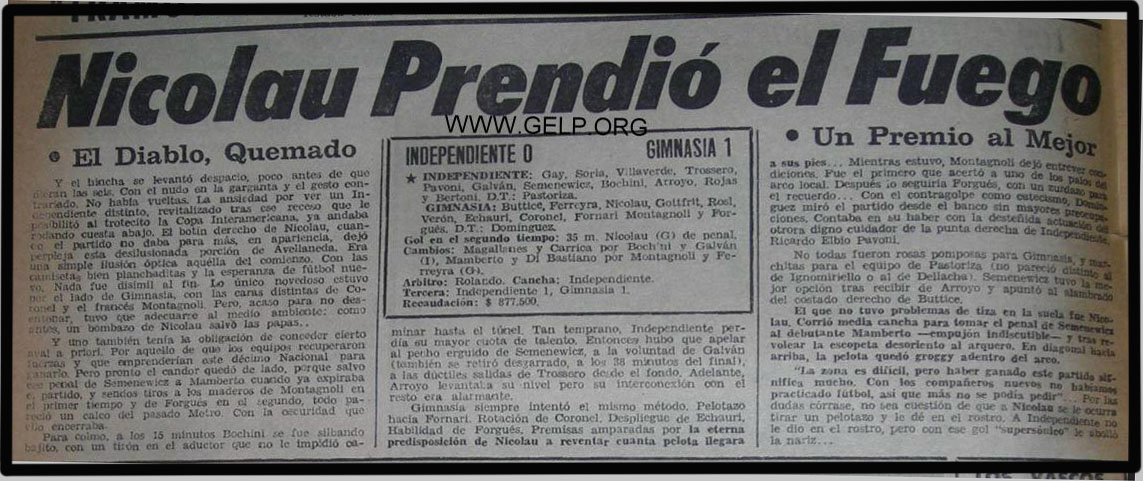 Nicolau Prendió el Fuego
WWW.GELP.ORG
• El Diablo, Quemado
Y el hincha se levantó despacio, poco antes de que
dieran las seis. Con el nudo en la garganta y el gesto con-
trariado. No había vueltas. La ansiedad por ver un In-
dependiente distinto, revitalizado tras ese receso que le
posibilitó al trotecito la Copa Interamericana, ya andaba
rodando cuesta abajo. El botín derecho de Nicolau, cuan-
do el partido no daba para más, en apariencia, dejó
perpleja esta desilusionada porción de Avellaneda. Era
una simple ilusión óptica aquélla del comienzo. Con las
camisetas bien planchaditas y la esperanza de fútbol nue-
vo. Nada fue disímil al fin. Lo único novedoso estuvo
por el lado de Gimnasia, con las caras distintas de Co-
ronel y el francés Montagnoli. Pero, acaso para no des-
entonar, tuvo que adecuarse al medio ambiente: como
antes, un bombazo de Nicolau salvó las papas..
Y uno también tenía la obligación de conceder cierto
aval a priori. Por aquello de que los equipos recuperaron
fuerzas y que emprenderían este décimo Nacional para
ganarlo. Pero pronto el candor quedó de lado, porque salvo
ese penal de Semenewicz a Mamberto cuando ya expiraba
el partido, y sendos tiros a los maderos de Montagnoli en
el primer tiempo y de Forgués en el segundo, todo pa-
reció un calco del pasado Metro. Con la oscuridad que
ello encerraba.
Para colmo, a los 15 minutos Bochini se fue silbando
bajito, con un tirón en el aductor que no le impidió ca-
INDEPENDIENTE 0 GIMNASIA 1
★ INDEPENDIENTE: Gay, Soria, Villaverde, Trossero,
Pavoni, Galván, Semenewicz, Bochini, Arroyo, Rojas
y Bertoni. D.T.: Pastoriza.
GIMNASIA: Buttice, Ferreyra, Nicolau, Gottfrit, Rosl,
Verón, Echauri, Coronel, Fornari Montagnoli y For-
gués. D.T.: Domínguez.
Gol en el segundo tiempo: 35 m. Nicolau (G) de penal.
Cambios: Magallanes y Carrica por Bochini y Galván
(I), Mamberto y Di Bastiano por Montagnoli y Fe-
rreyra (G).
Arbitro: Rolando. Cancha: Independiente.
Tercera: Independiente 1, Gimnasia 1.
Recaudación: $ 877,500.
minar hasta el túnel. Tan temprano, Independiente per-
día su mayor cuota de talento. Entonces hubo que apelar
al pecho erguido de Semenewicz, a la voluntad de Galván
(también se retiró desgarrado, a los 38 minutos del final),
a las dúctiles salidas de Trossero desde el fondo. Adelante,
Arroyo levantaba su nivel pero su interconexión con el
resto era alarmante.
Gimnasia siempre intentó el mismo método. Pelotazo
hacia Fornari. Rotación de Coronel. Despliegue de Echauri.
Habilidad de Forgués. Premisas amparadas por la eterna
predisposición de Nicolau a reventar cuanta pelota llegara
• Un Premio al Mejor
a sus pies... Mientras estuvo, Montagnoli dejó entrever con-
diciones. Fue el primero que acertó a uno de los palos del
arco local. Después lo seguiría Forgués, con un zurdazo para
el recuerdo... Con el contragolpe como catecismo, Domín-
guez miró el partido desde el banco sin mayores preocupa-
ciones. Contaba en su haber con la desteñida actuación del
otrora digno cuidador de la punta derecha de Independiente,
Ricardo Elbio Pavoni.
No todas fueron rosas pomposas para Gimnasia, y mar-
chitas para el equipo de Pastoriza (no pareció distinto al
de Ignomiriello o al de Dellacha). Semenewicz tuvo la me-
jor opción tras recibir de Arroyo y apuntó al alambrado
del costado derecho de Buttice.
El que no tuvo problemas de tiza en la suela fue Nico-
lau. Corrió media cancha para tomar el penal de Semenewicz
al debutante Mamberto —empujón indiscutible— y tras re-
volear la escopeta desorientó al arquero. En diagonal hacia
arriba, la pelota quedó groggy adentro del arco.
"La zona es difícil, pero haber ganado este partido sig-
nifica mucho. Con los compañeros nuevos no habíamos
practicado fútbol, así que más no se podía pedir"... Por las
dudas córrase, no sea cuestión de que a Nicolau se le ocurra
tirar un pelotazo y le dé en el rostro. A Independiente no
le dio en el rostro, pero con ese gol "supersónico" le abolló
la nariz...
LOS VASCOS